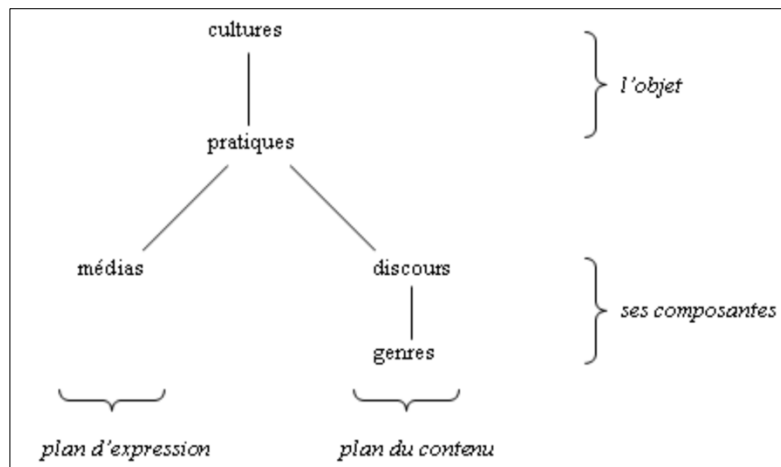 cultures
l'objet
pratiques
médias
discours
ses composantes
genres
plan d'expression
plan du contenu